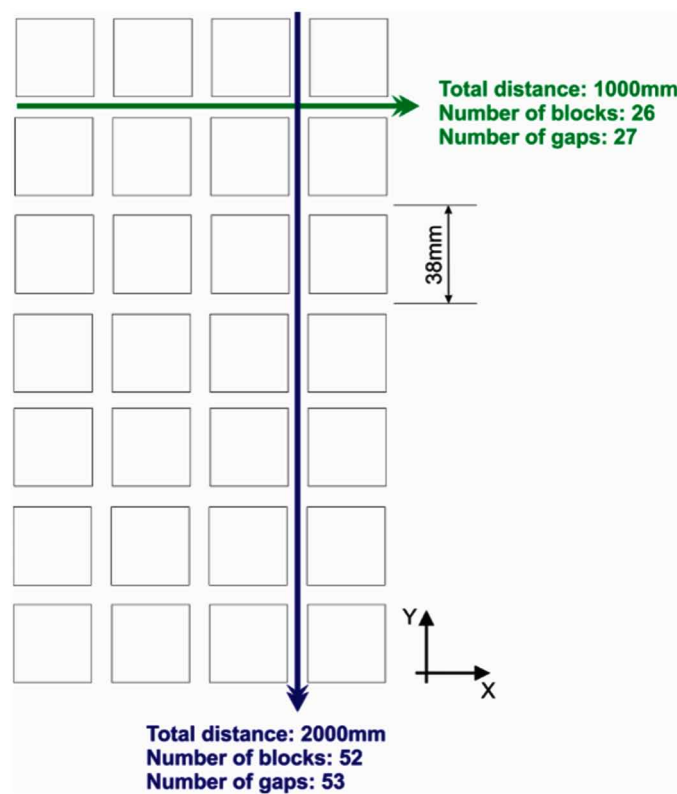 Total distance: 1000mm
Number of blocks: 26
Number of gaps: 27
38mm
Y
X
Total distance: 2000mm
Number of blocks: 52
Number of gaps: 53